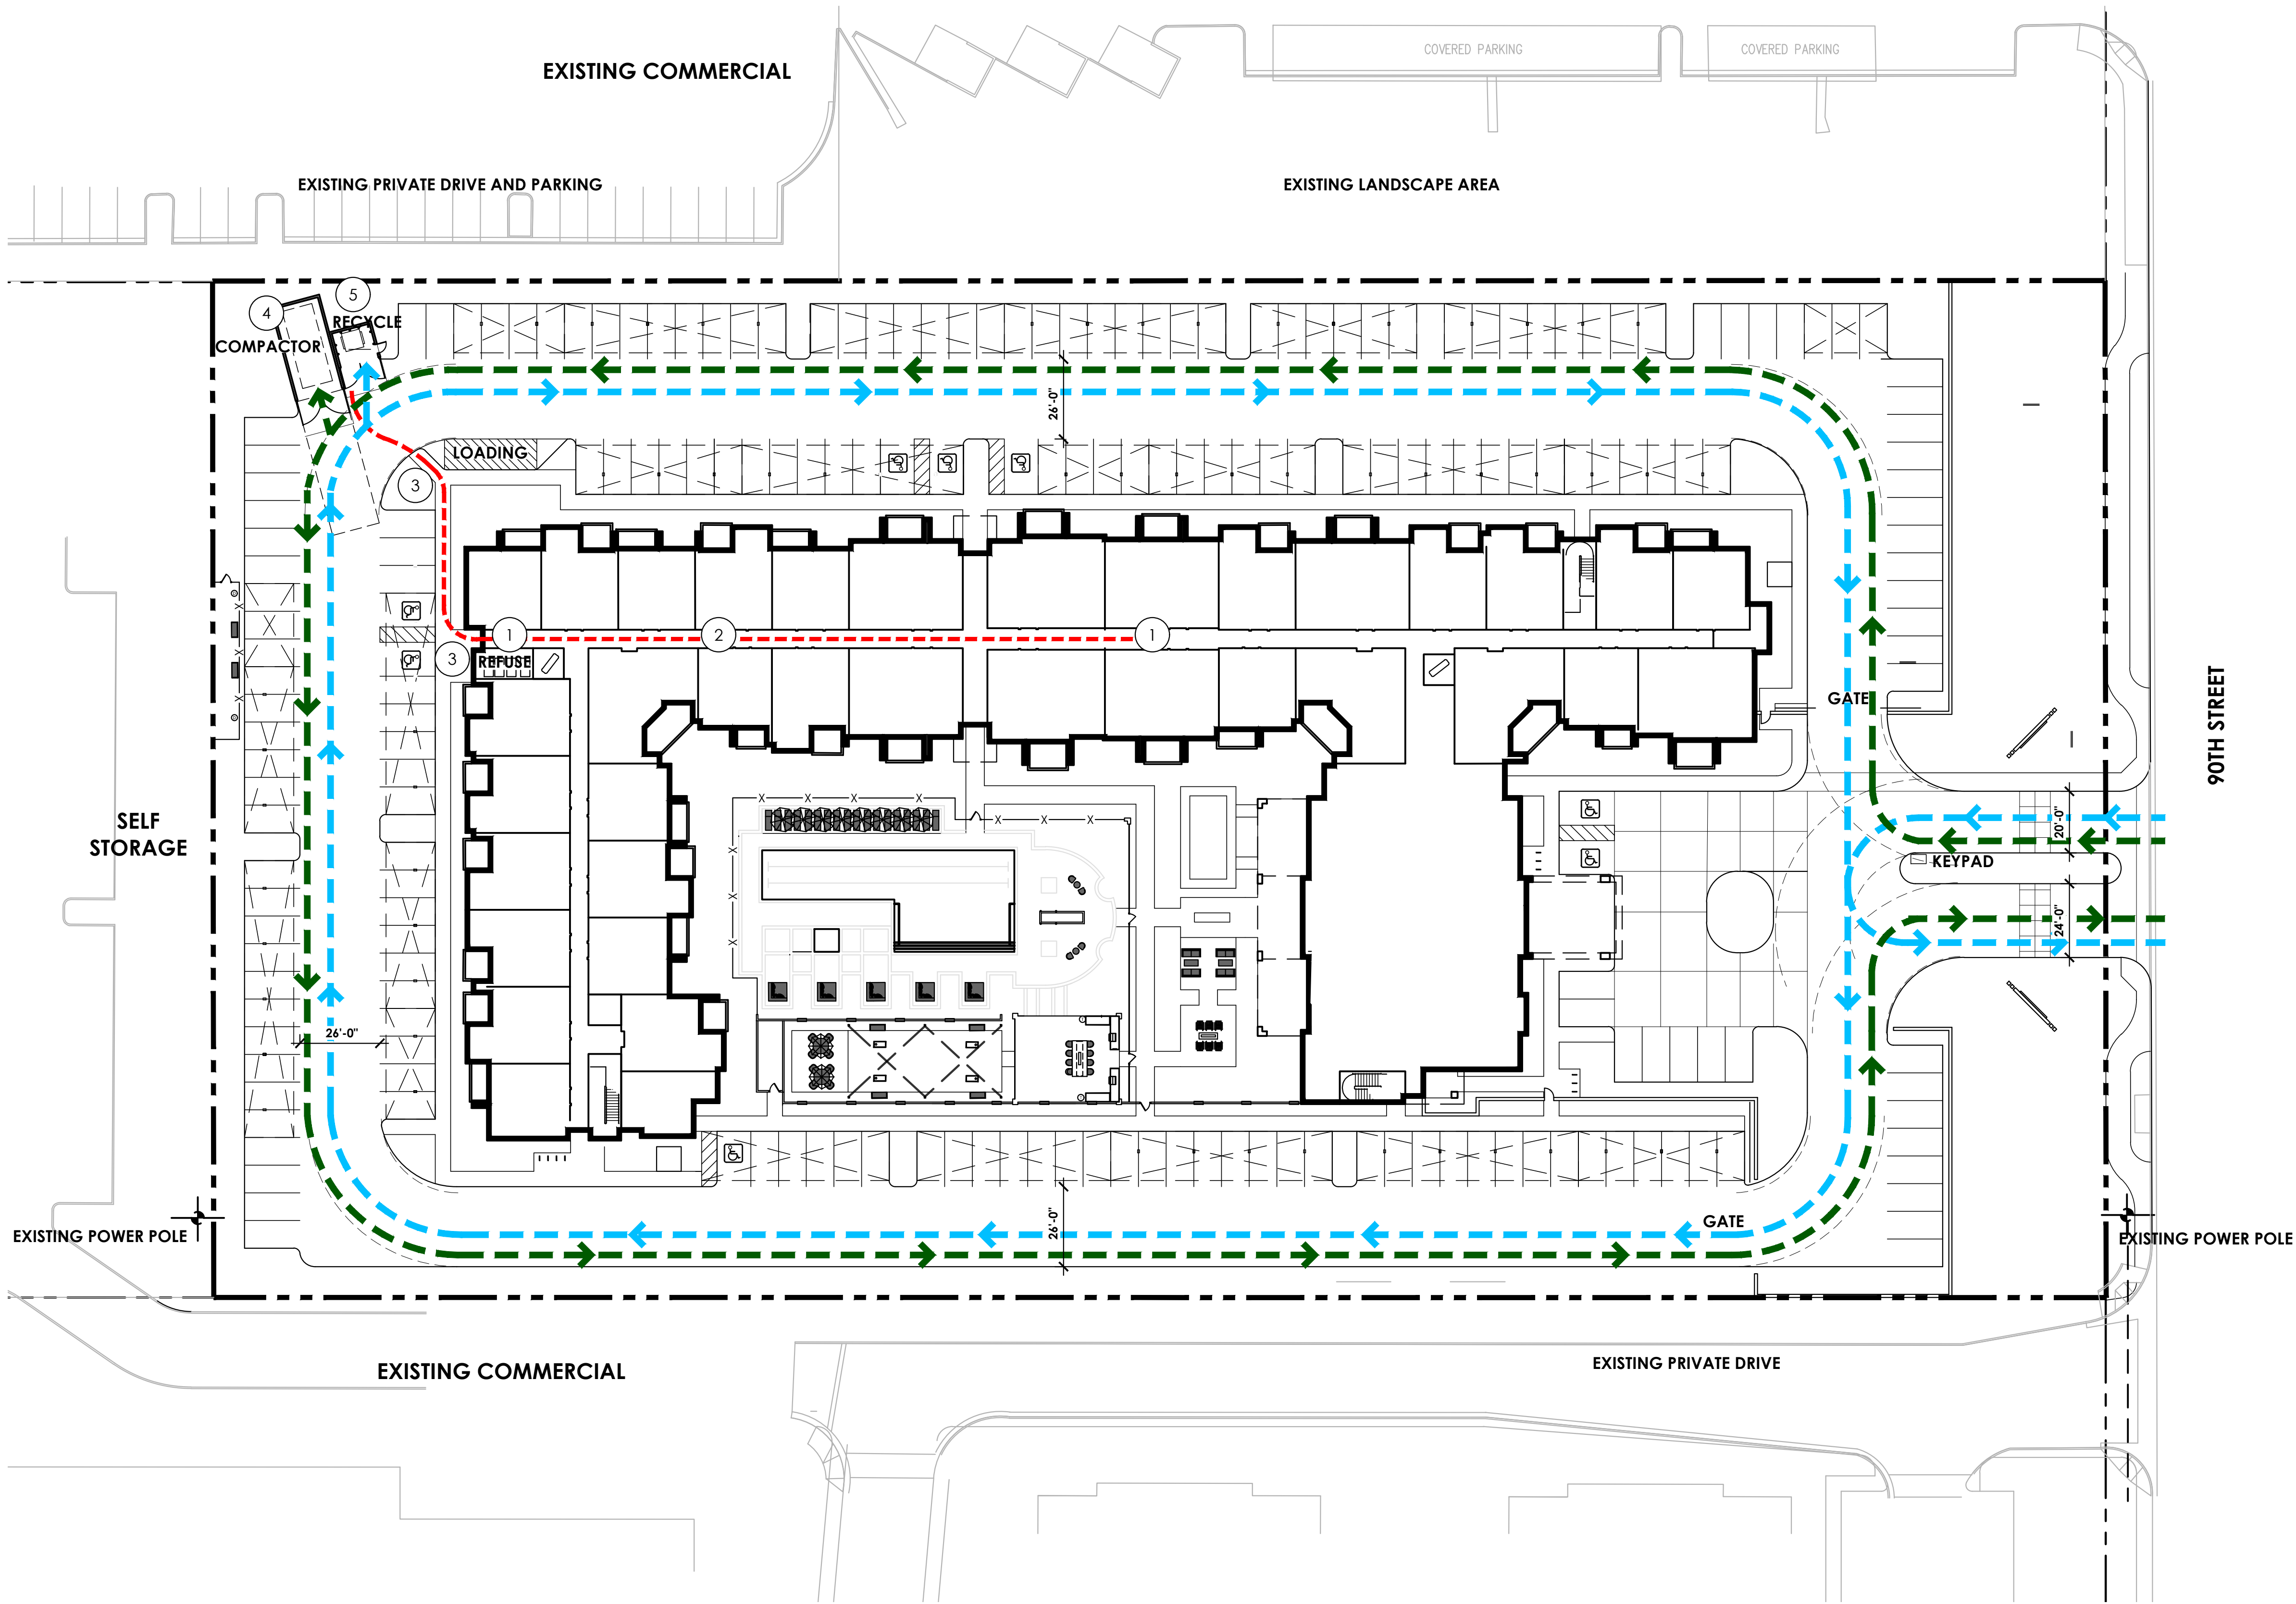 COVERED PARKING
COVERED PARKING
EXISTING COMMERCIAL
EXISTING PRIVATE DRIVE AND PARKING
EXISTING LANDSCAPE AREA
5
4
RECYCLE
COMPACTOR
26'-0"
LOADING
3
1
2
1
3
REFUSE
GATE
90TH STREET
SELF
STORAGE
20'-0"
KEYPAD
24'-0"
26'-0"
26'-0"
GATE
EXISTING POWER POLE
EXISTING POWER POLE
EXISTING COMMERCIAL
EXISTING PRIVATE DRIVE
X
X
X
X
X
X
X
X
X
X
X
X
X